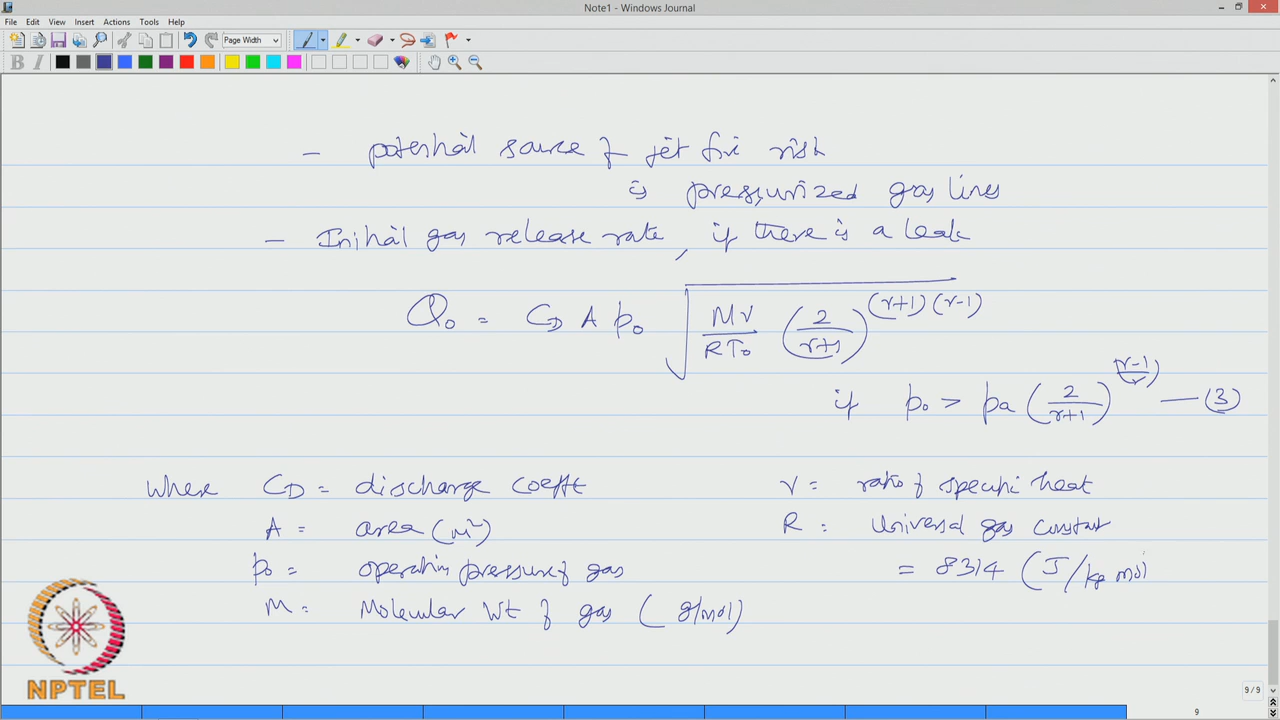 Note1 - Windows Journal
File Edit View Insert Actions Tools Help
Page Width
B I
- potential source of jet fire risk
is pressurized gas lines
- Initial gas release rate, if there is a leak
Q₀ = C_D A p₀ √(Mγ/RT₀ (2/(γ+1))^((γ+1)(γ-1)))
if p₀ > pa (2/(γ+1))^((γ-1)/γ) — (3)
where C_D = discharge coefft
γ = ratio of specific heat
A = area (m²)
R = Universal gas constant
p₀ = operating pressure of gas
= 8314 (J/kg mol
M = Molecular Wt of gas (g/mol)
NPTEL
9/9
9